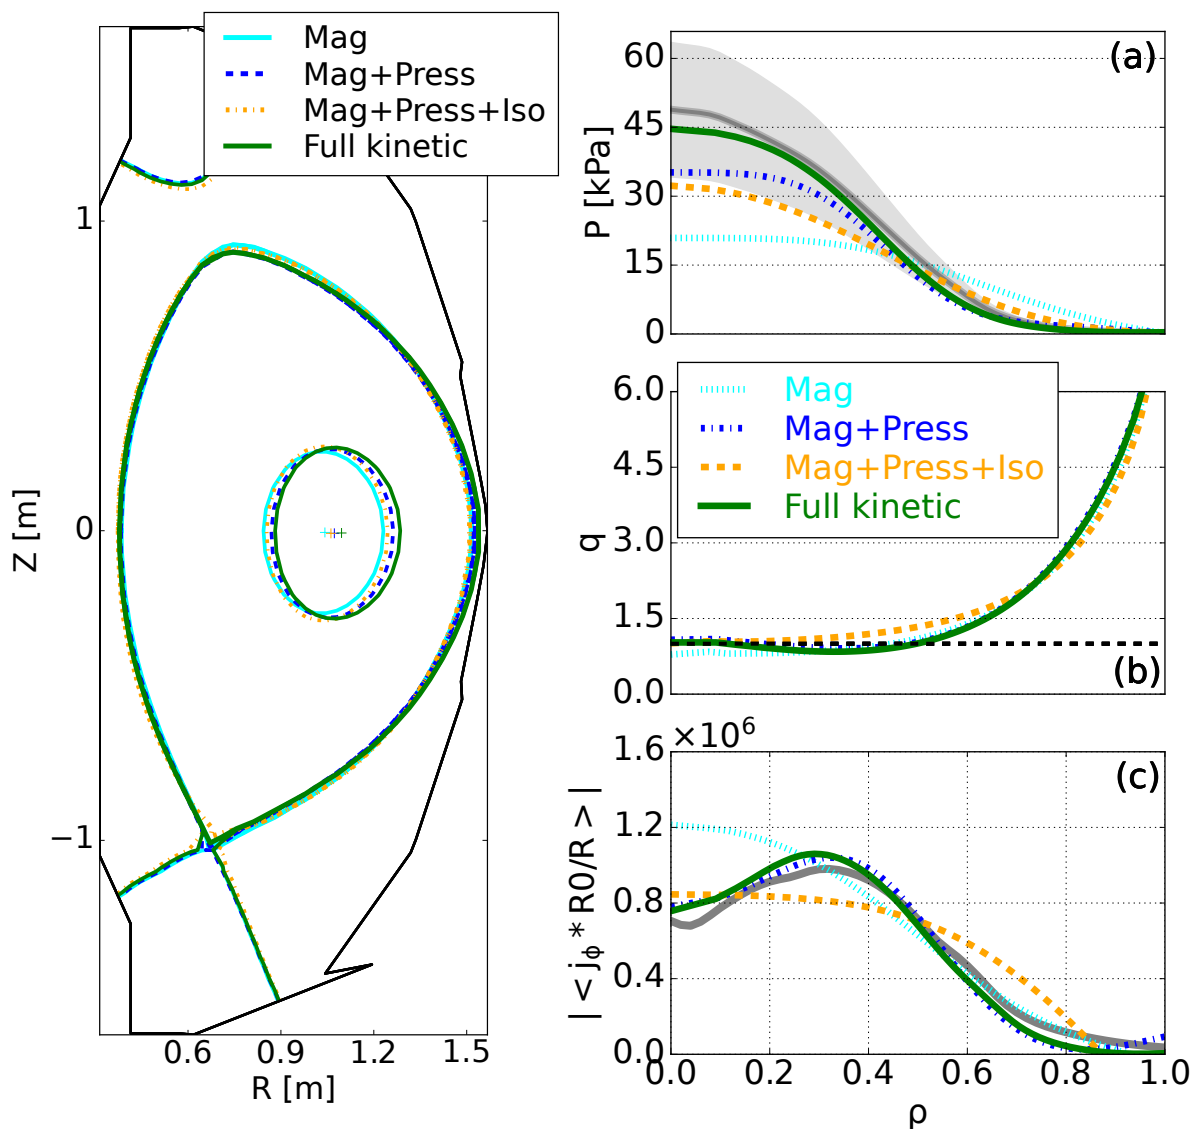 Mag
Mag+Press
Mag+Press+Iso
Full kinetic
1
0
−1
Z [m]
0.6 0.9 1.2 1.5
R [m]
(a)
60
45
30
15
0
P [kPa]
Mag
Mag+Press
Mag+Press+Iso
Full kinetic
6.0
4.5
3.0
1.5
0.0
q
(b)
×10⁶
(c)
1.6
1.2
0.8
0.4
0.0
| < j_ϕ * R0/R > |
0.0 0.2 0.4 0.6 0.8 1.0
ρ